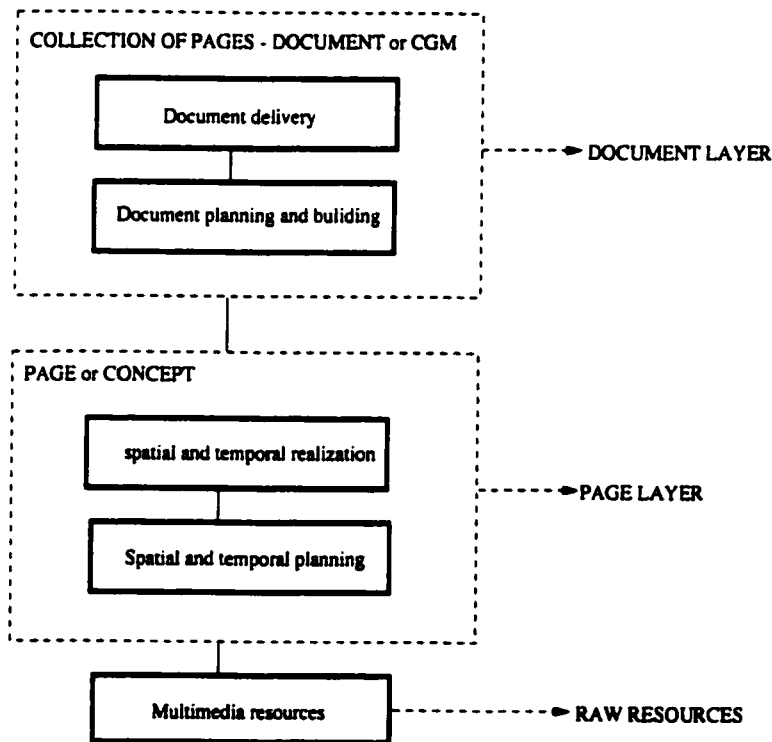 COLLECTION OF PAGES - DOCUMENT or CGM
Document delivery
DOCUMENT LAYER
Document planning and buliding
PAGE or CONCEPT
spatial and temporal realization
PAGE LAYER
Spatial and temporal planning
Multimedia resources
RAW RESOURCES